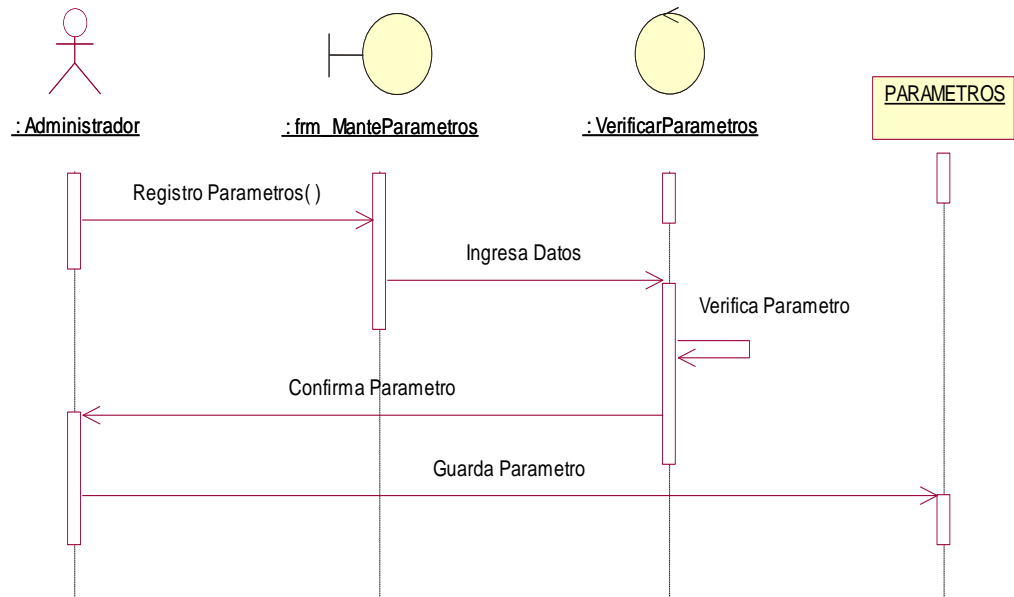 : Administrador
: frm_ManteParametros
: VerificarParametros
PARAMETROS
Registro Parametros( )
Ingresa Datos
Verifica Parametro
Confirma Parametro
Guarda Parametro